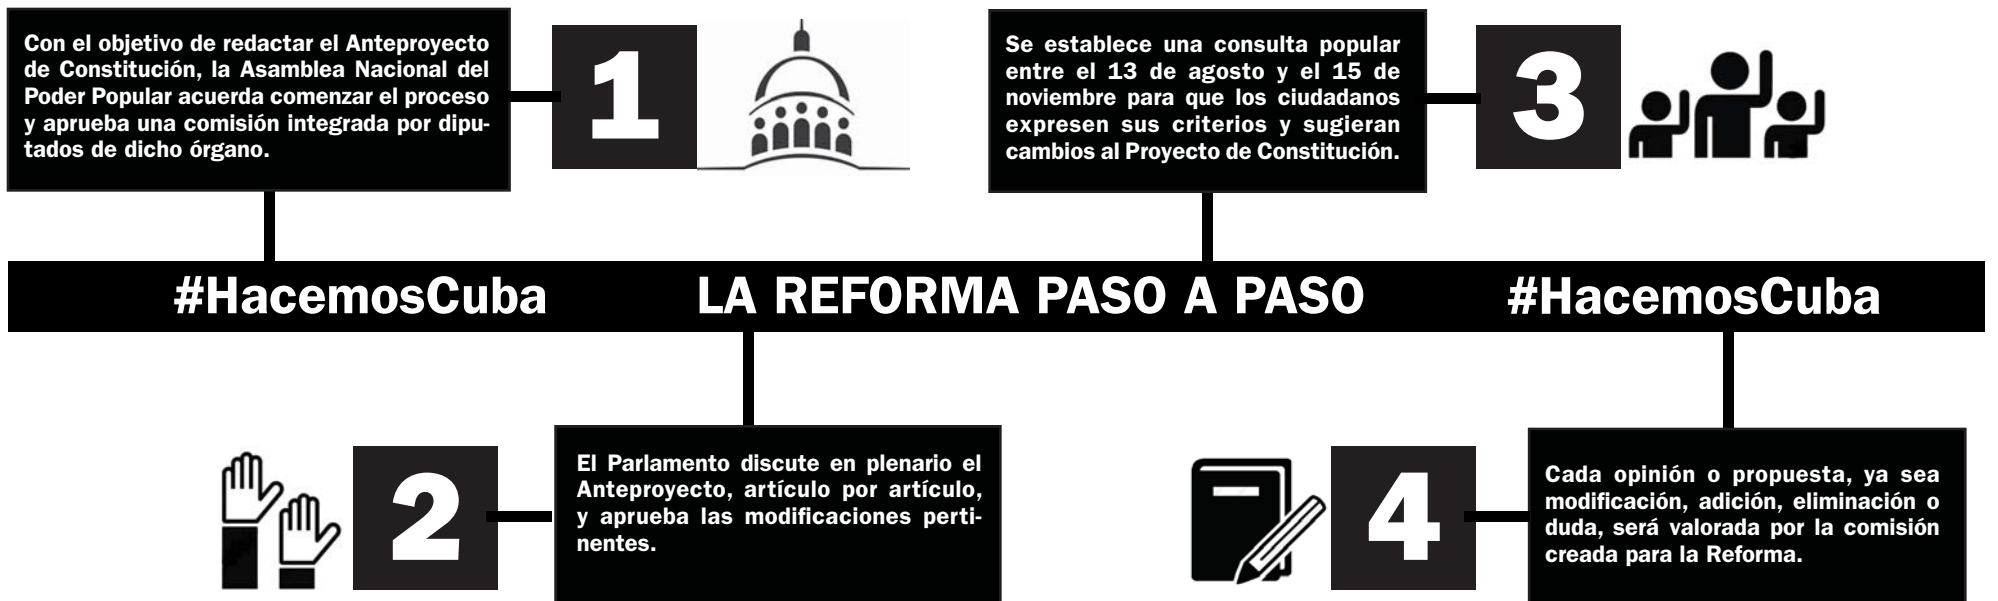 Con el objetivo de redactar el Anteproyecto
de Constitución, la Asamblea Nacional del
Poder Popular acuerda comenzar el proceso
y aprueba una comisión integrada por dipu-
tados de dicho órgano.
1
Se establece una consulta popular
entre el 13 de agosto y el 15 de
noviembre para que los ciudadanos
expresen sus criterios y sugieran
cambios al Proyecto de Constitución.
3
#HacemosCuba LA REFORMA PASO A PASO #HacemosCuba
2
El Parlamento discute en plenario el
Anteproyecto, artículo por artículo,
y aprueba las modificaciones perti-
nentes.
4
Cada opinión o propuesta, ya sea
modificación, adición, eliminación o
duda, será valorada por la comisión
creada para la Reforma.